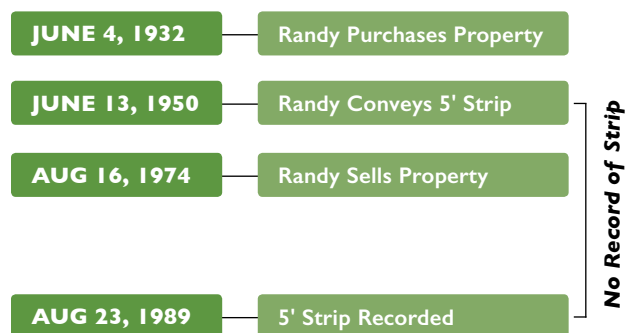 JUNE 4, 1932
Randy Purchases Property
JUNE 13, 1950
Randy Conveys 5' Strip
AUG 16, 1974
Randy Sells Property
AUG 23, 1989
5' Strip Recorded
No Record of Strip